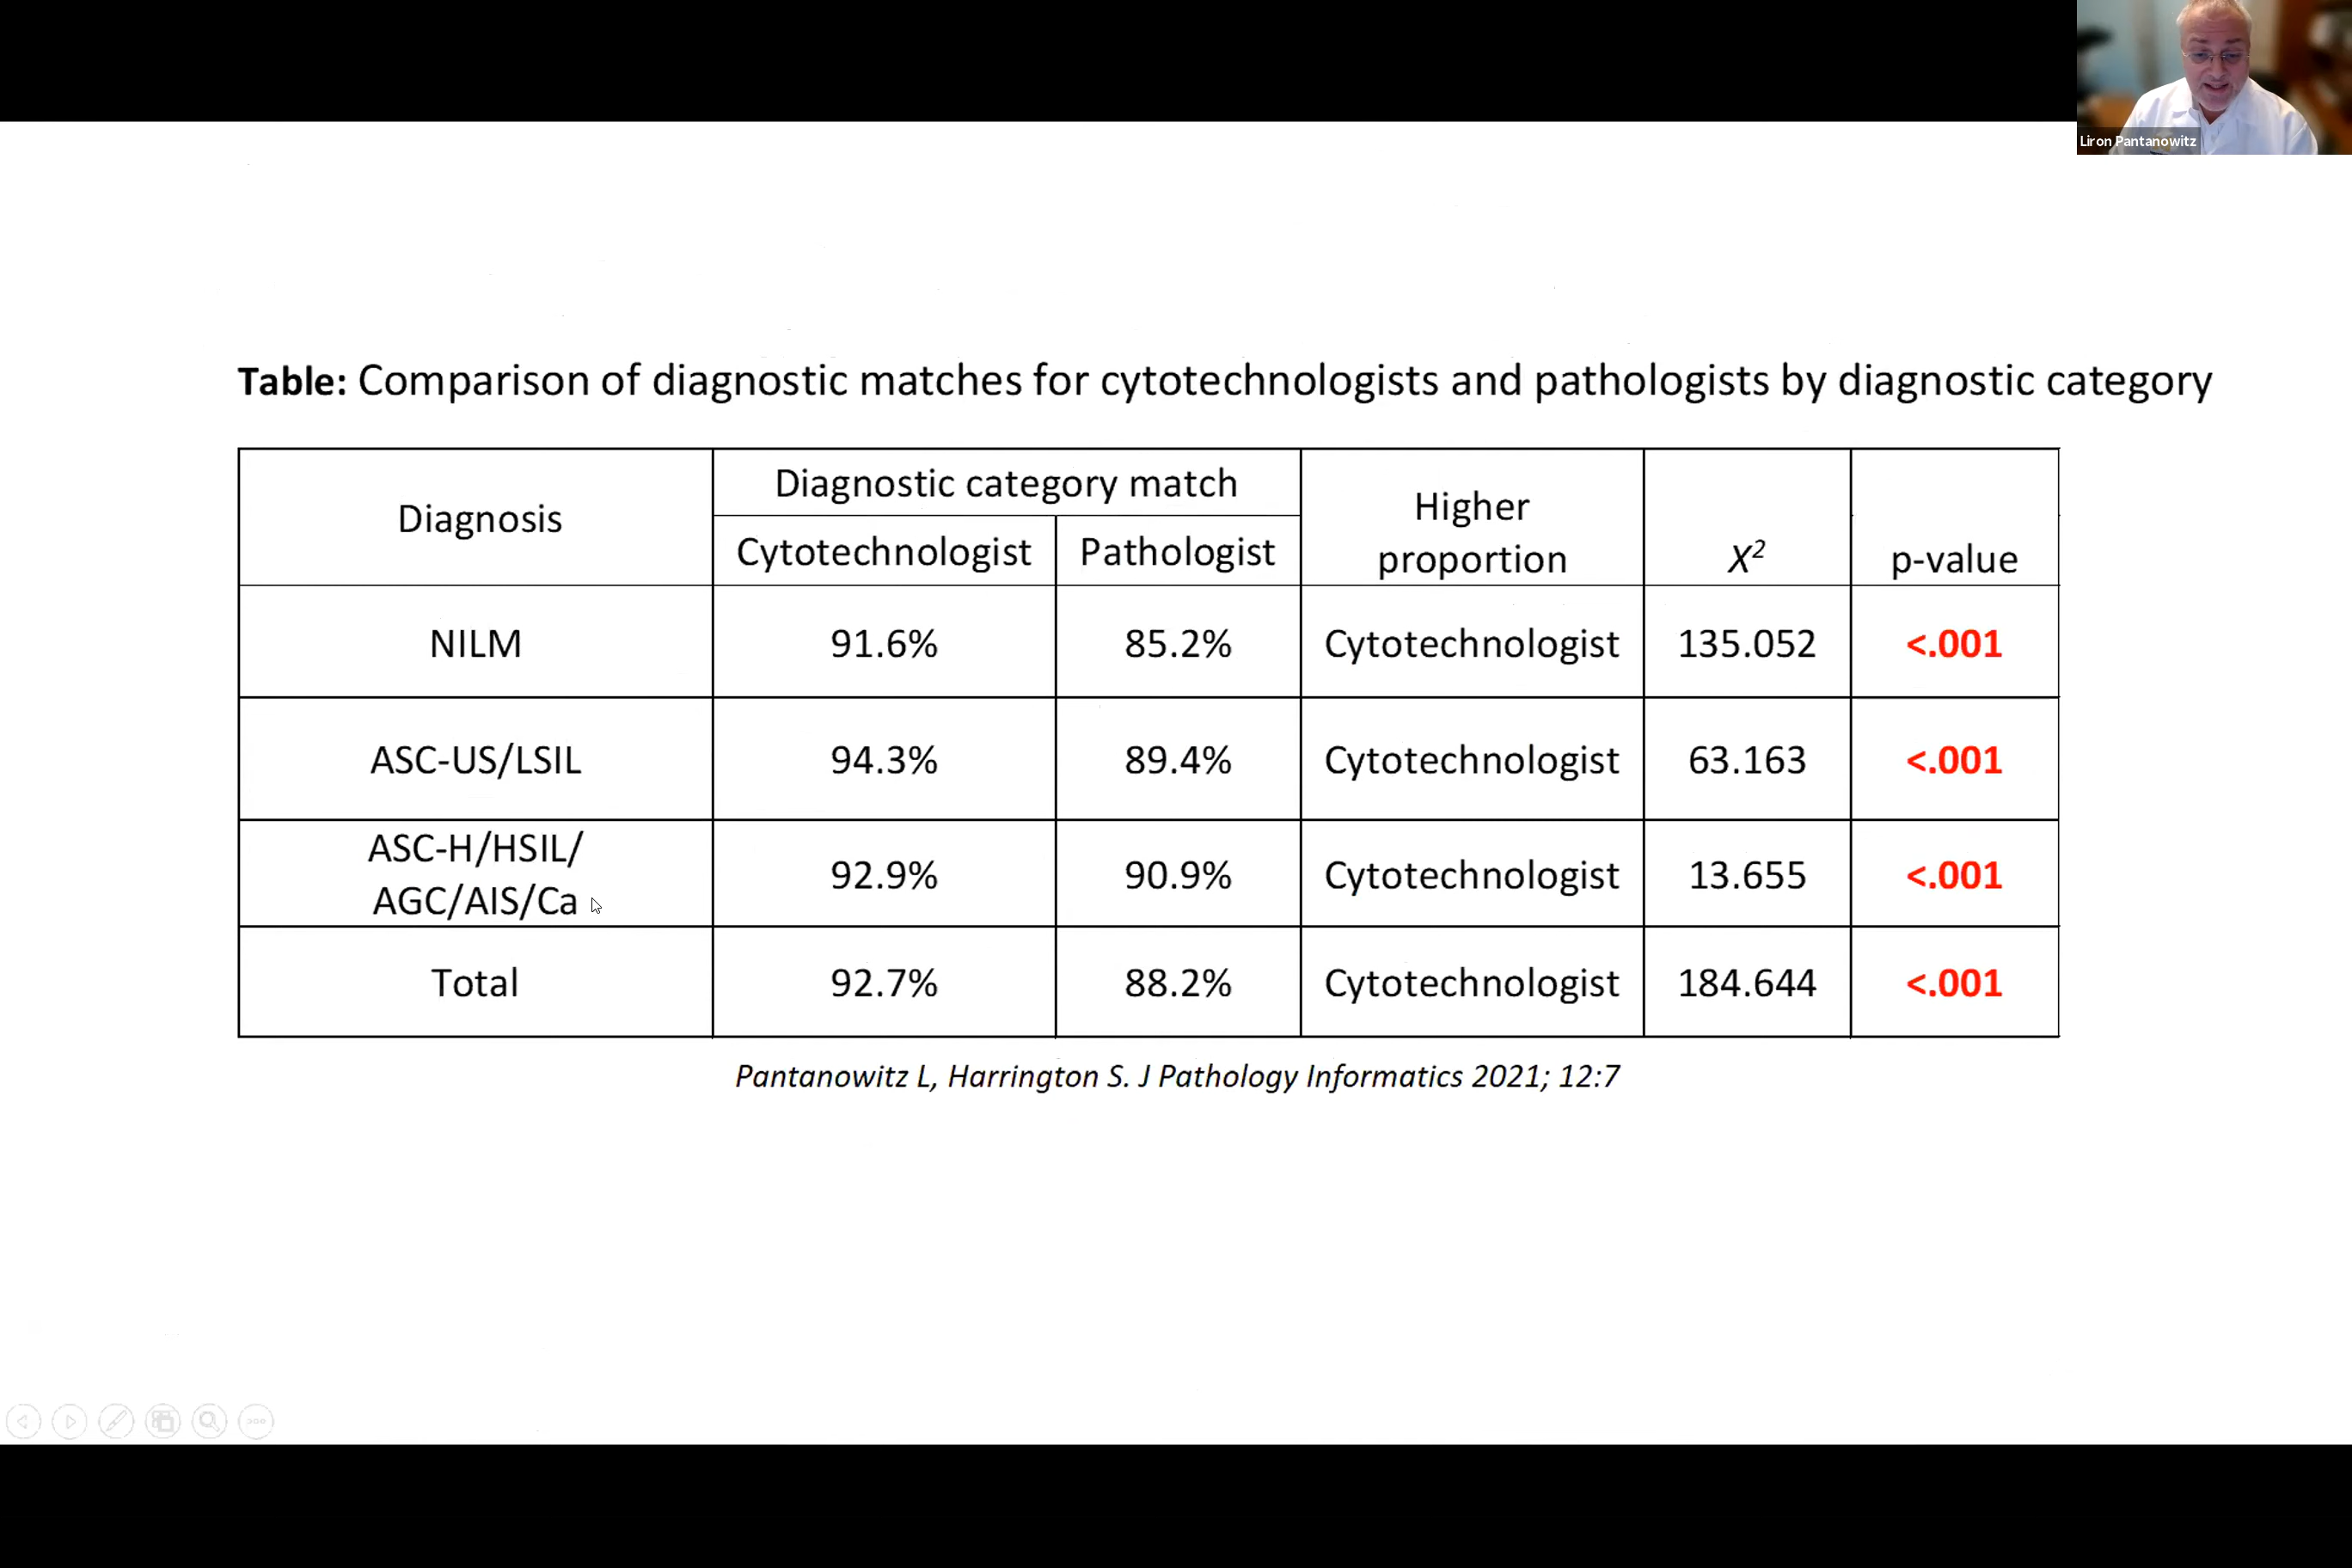 Liron Pantanowitz
Table: Comparison of diagnostic matches for cytotechnologists and pathologists by diagnostic category
Diagnosis
Diagnostic category match
Cytotechnologist
Pathologist
Higher
proportion
X²
p-value
NILM
91.6%
85.2%
Cytotechnologist
135.052
<.001
ASC-US/LSIL
94.3%
89.4%
Cytotechnologist
63.163
<.001
ASC-H/HSIL/
AGC/AIS/Ca
92.9%
90.9%
Cytotechnologist
13.655
<.001
Total
92.7%
88.2%
Cytotechnologist
184.644
<.001
Pantanowitz L, Harrington S. J Pathology Informatics 2021; 12:7